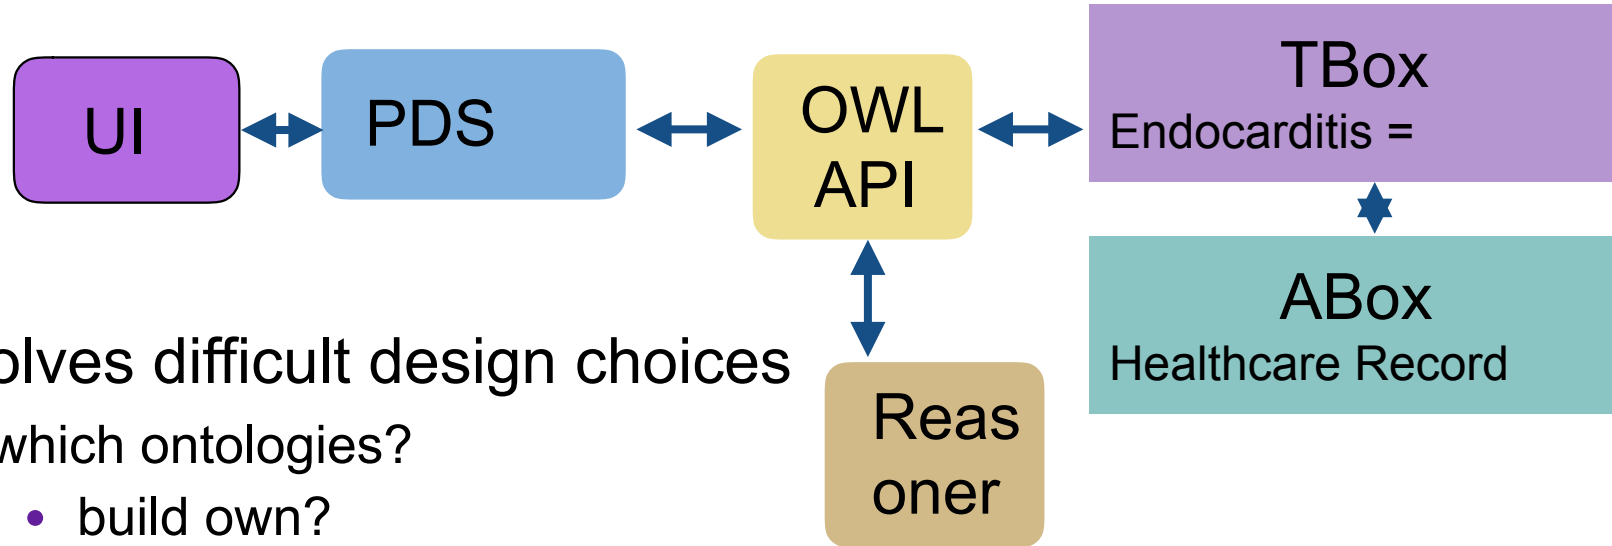 UI
PDS
OWL
API
TBox
Endocarditis =
ABox
Healthcare Record
Reas
oner
olves difficult design choices
which ontologies?
• build own?